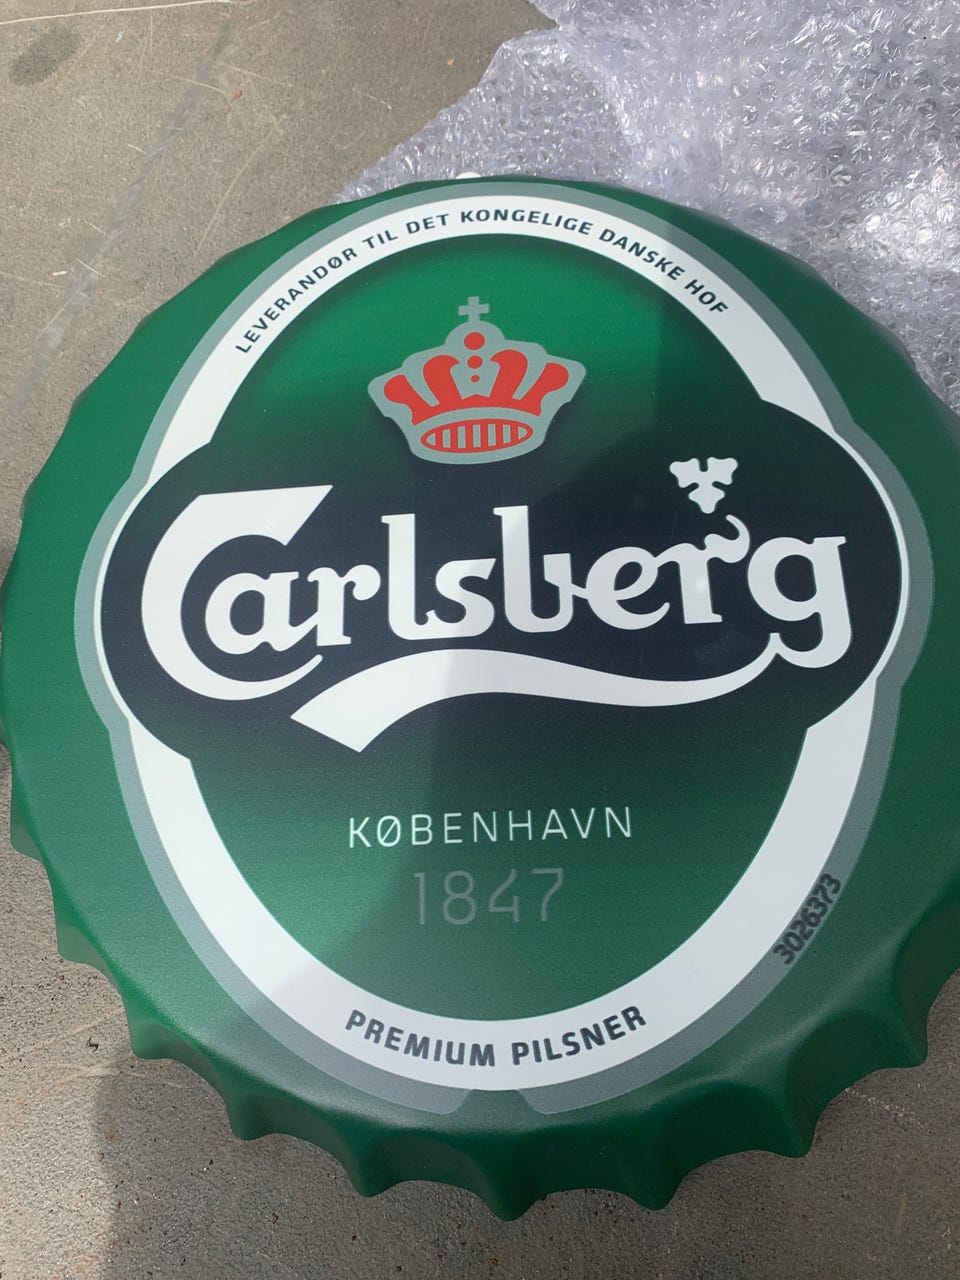 LEVERANDØR TIL DET KONGELIGE DANSKE HOF
Carlsberg
KØBENHAVN
1847
3026373
PREMIUM PILSNER